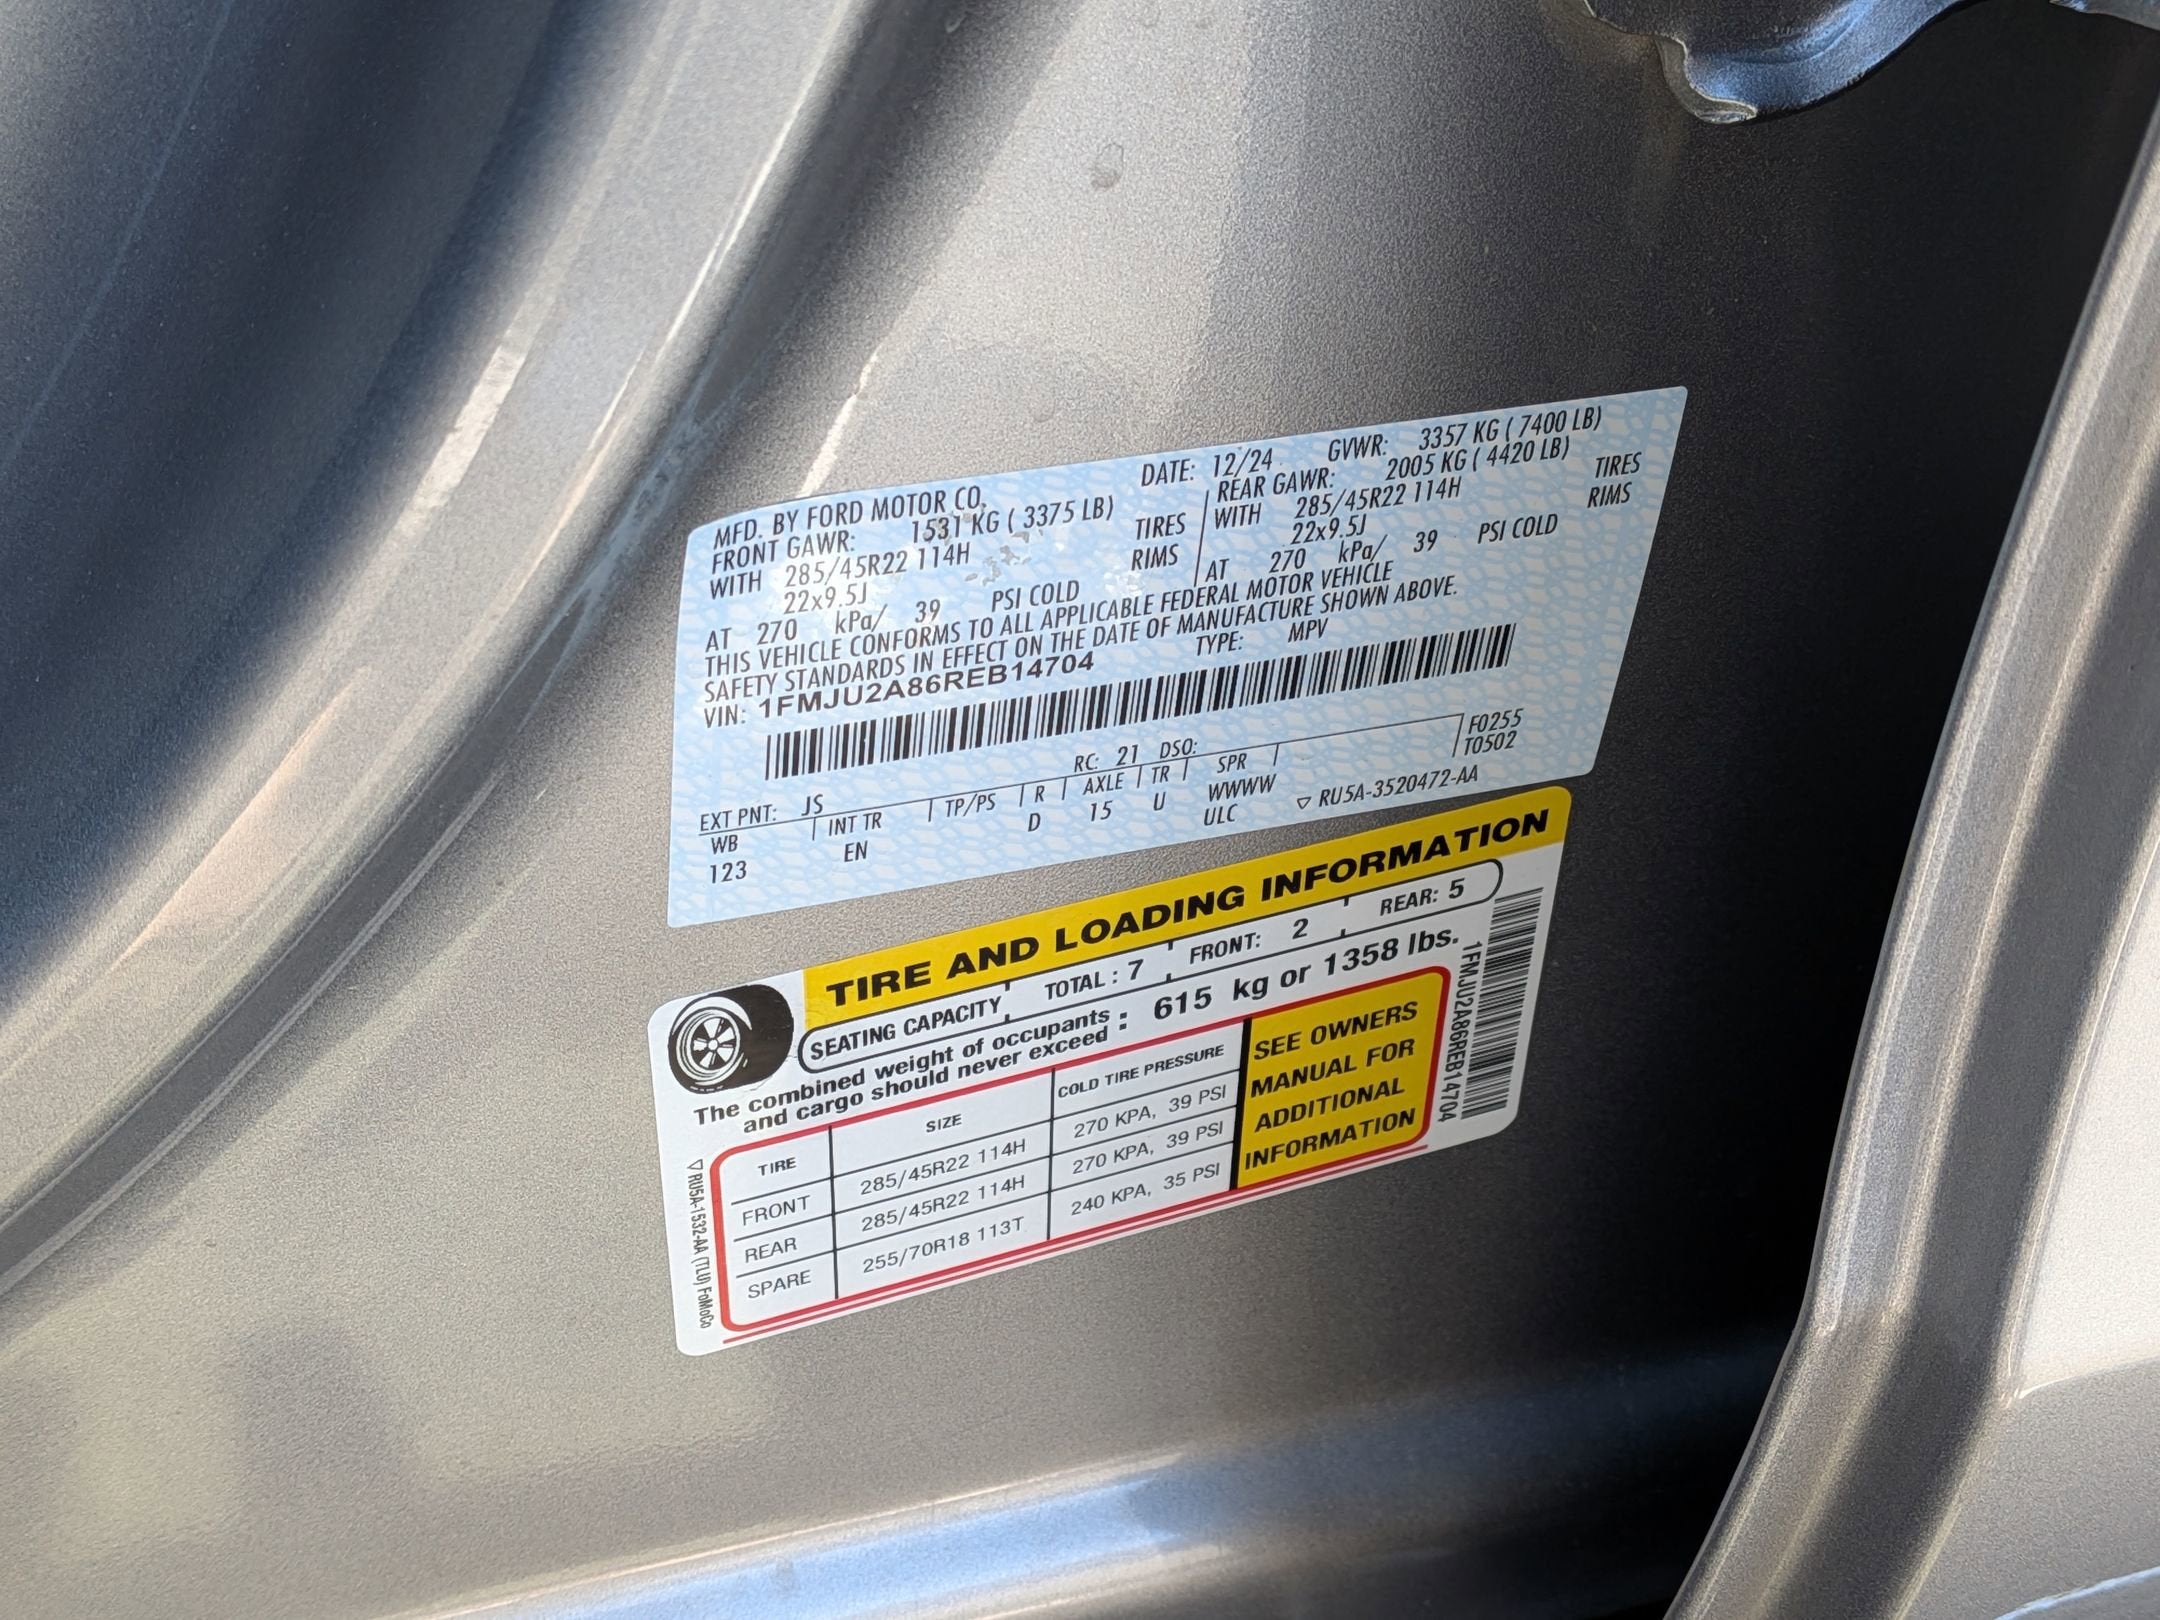 MFD. BY FORD MOTOR CO. DATE: 12/24 GVWR: 3357 KG ( 7400 LB)
FRONT GAWR: 1531 KG ( 3375 LB)
WITH 285/45R22 114H TIRES
22x9.5J RIMS
AT 270 kPa/ 39 PSI COLD
REAR GAWR: 2005 KG ( 4420 LB)
WITH 285/45R22 114H TIRES
22x9.5J RIMS
AT 270 kPa/ 39 PSI COLD
THIS VEHICLE CONFORMS TO ALL APPLICABLE FEDERAL MOTOR VEHICLE
SAFETY STANDARDS IN EFFECT ON THE DATE OF MANUFACTURE SHOWN ABOVE.
VIN: 1FMJU2A86REB14704 TYPE: MPV
EXT PNT: JS RC: 21 DSO: F0255
WB INT TR TP/PS R AXLE TR SPR T0502
123 EN D 15 U WWWW
ULC ▽ RU5A-3520472-AA
TIRE AND LOADING INFORMATION
SEATING CAPACITY TOTAL : 7 FRONT: 2 REAR: 5
The combined weight of occupants
and cargo should never exceed : 615 kg or 1358 lbs.
TIRE SIZE COLD TIRE PRESSURE
FRONT 285/45R22 114H 270 KPA, 39 PSI
REAR 285/45R22 114H 270 KPA, 39 PSI
SPARE 255/70R18 113T 240 KPA, 35 PSI
SEE OWNERS
MANUAL FOR
ADDITIONAL
INFORMATION
1FMJU2A86REB14704
▽RU5A-1532-AA (TLU) FoMoCo